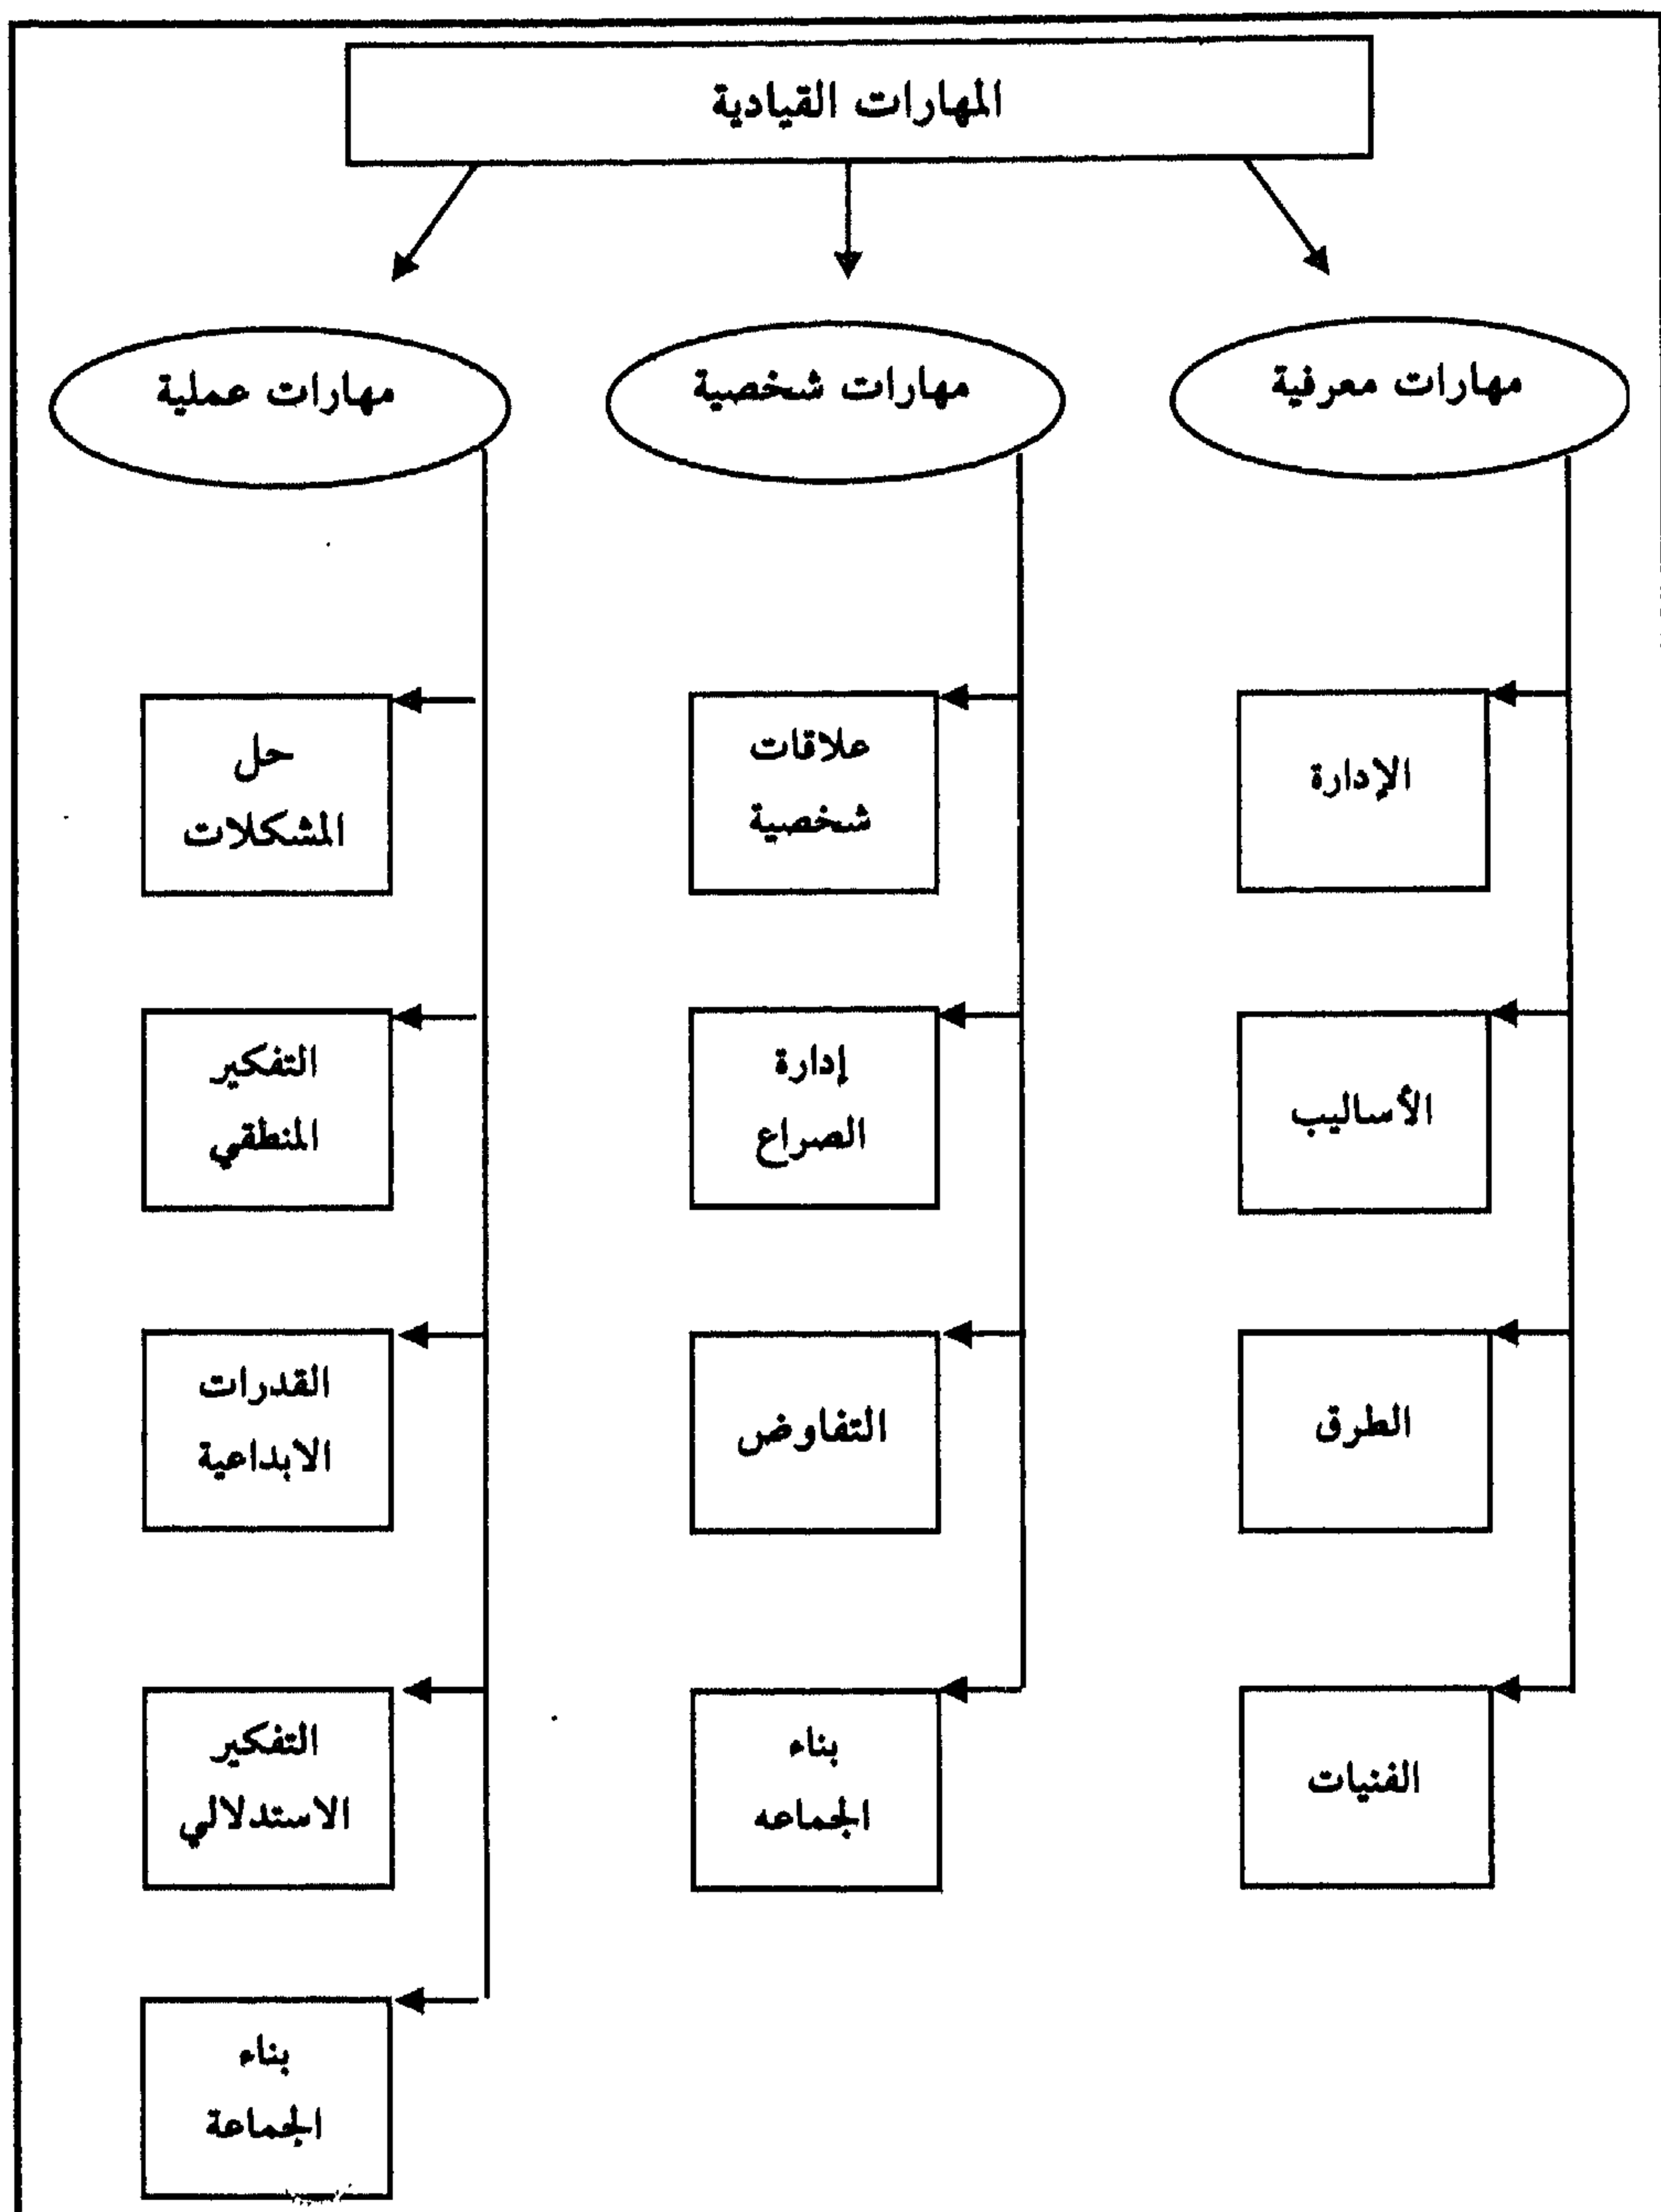 المهارات القيادية
مهارات معرفية
مهارات شخصية
مهارات عملية
الإدارة
علاقات
شخصية
حل
المشكلات
الأساليب
إدارة
الصراع
التفكير
المنطقي
الطرق
التفاوض
القدرات
الابداعية
الفنيات
بناء
الجماعه
التفكير
الاستدلالي
بناء
الجماعة